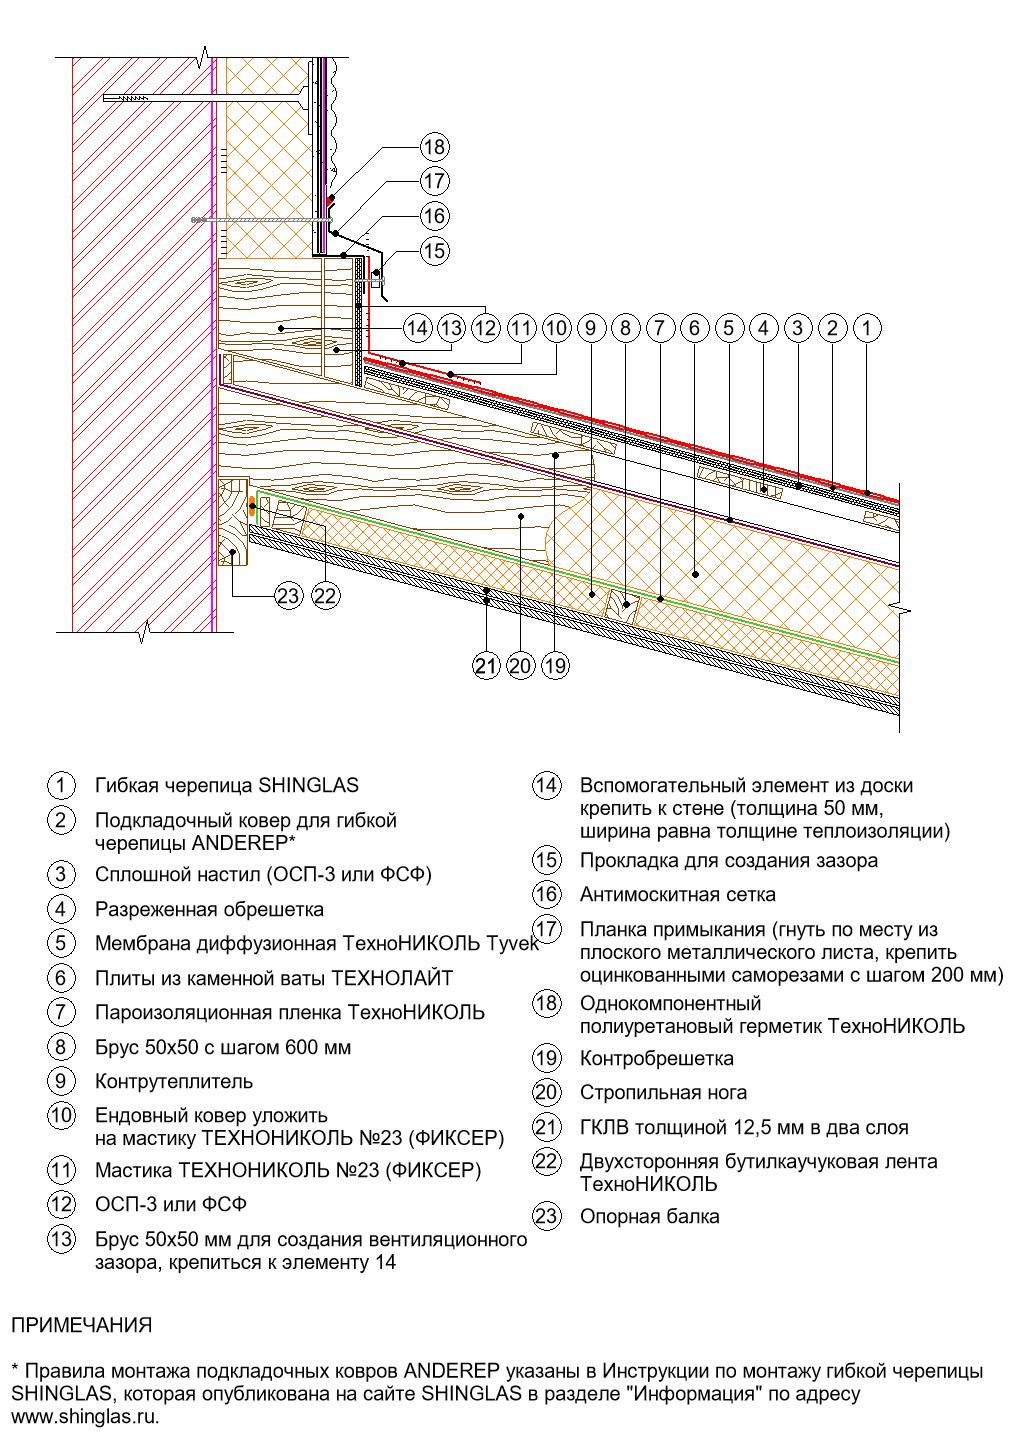 18
17
16
15
14 13 12 11 10 9 8 7 6 5 4 3 2 1
23 22
21 20 19
1 Гибкая черепица SHINGLAS
2 Подкладочный ковер для гибкой
черепицы ANDEREP*
3 Сплошной настил (ОСП-3 или ФСФ)
4 Разреженная обрешетка
5 Мембрана диффузионная ТехноНИКОЛЬ Tyvek
6 Плиты из каменной ваты ТЕХНОЛАЙТ
7 Пароизоляционная пленка ТехноНИКОЛЬ
8 Брус 50х50 с шагом 600 мм
9 Контрутеплитель
10 Ендовный ковер уложить
на мастику ТЕХНОНИКОЛЬ №23 (ФИКСЕР)
11 Мастика ТЕХНОНИКОЛЬ №23 (ФИКСЕР)
12 ОСП-3 или ФСФ
13 Брус 50х50 мм для создания вентиляционного
зазора, крепиться к элементу 14
14 Вспомогательный элемент из доски
крепить к стене (толщина 50 мм,
ширина равна толщине теплоизоляции)
15 Прокладка для создания зазора
16 Антимоскитная сетка
17 Планка примыкания (гнуть по месту из
плоского металлического листа, крепить
оцинкованными саморезами с шагом 200 мм)
18 Однокомпонентный
полиуретановый герметик ТехноНИКОЛЬ
19 Контробрешетка
20 Стропильная нога
21 ГКЛВ толщиной 12,5 мм в два слоя
22 Двухсторонняя бутилкаучуковая лента
ТехноНИКОЛЬ
23 Опорная балка
ПРИМЕЧАНИЯ
* Правила монтажа подкладочных ковров ANDEREP указаны в Инструкции по монтажу гибкой черепицы
SHINGLAS, которая опубликована на сайте SHINGLAS в разделе "Информация" по адресу
www.shinglas.ru.